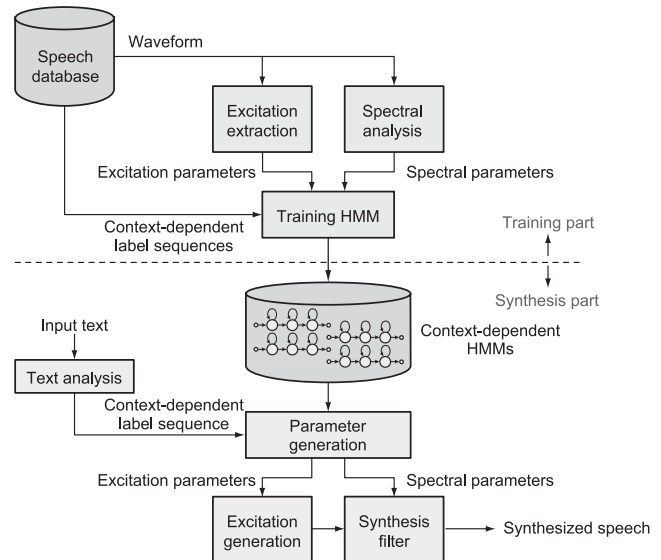 Speech
database
Waveform
Excitation
extraction
Spectral
analysis
Excitation parameters
Spectral parameters
Training HMM
Context-dependent
label sequences
Training part
Synthesis part
Context-dependent
HMMs
Input text
Text analysis
Context-dependent
label sequence
Parameter
generation
Excitation parameters
Spectral parameters
Excitation
generation
Synthesis
filter
Synthesized speech